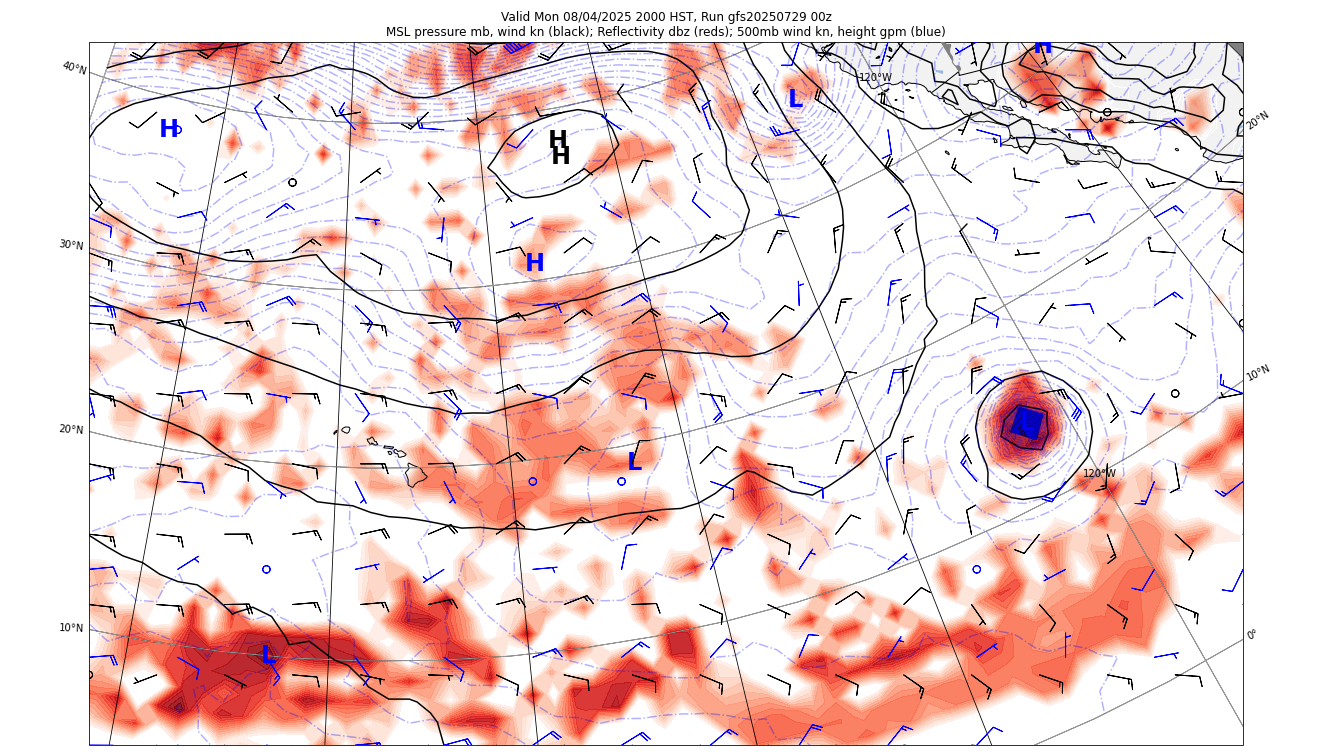 Valid Mon 08/04/2025 2000 HST, Run gfs20250729 00z
MSL pressure mb, wind kn (black); Reflectivity dbz (reds); 500mb wind kn, height gpm (blue)
H
40°N
120°W
L
H
20°N
H
H
30°N
H
10°N
20°N
L
L
120°W
10°N
0°
L